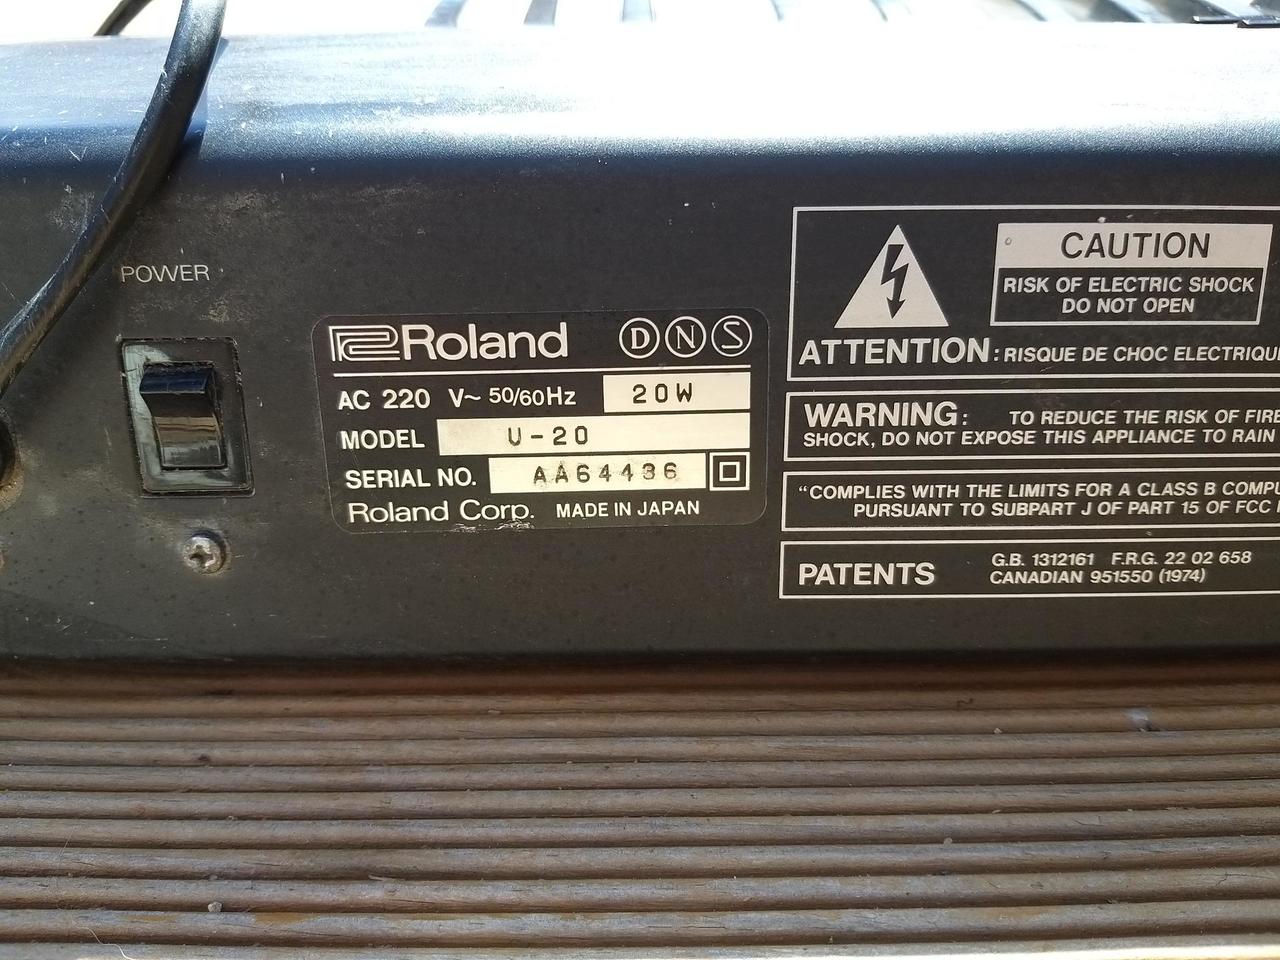 POWER
Roland D N S
AC 220 V~ 50/60Hz 20W
MODEL U-20
SERIAL NO. AA64436
Roland Corp. MADE IN JAPAN
CAUTION
RISK OF ELECTRIC SHOCK
DO NOT OPEN
ATTENTION: RISQUE DE CHOC ELECTRIQU
WARNING: TO REDUCE THE RISK OF FIRE
SHOCK, DO NOT EXPOSE THIS APPLIANCE TO RAIN
"COMPLIES WITH THE LIMITS FOR A CLASS B COMPU
PURSUANT TO SUBPART J OF PART 15 OF FCC
PATENTS
G.B. 1312161 F.R.G. 22 02 658
CANADIAN 951550 (1974)